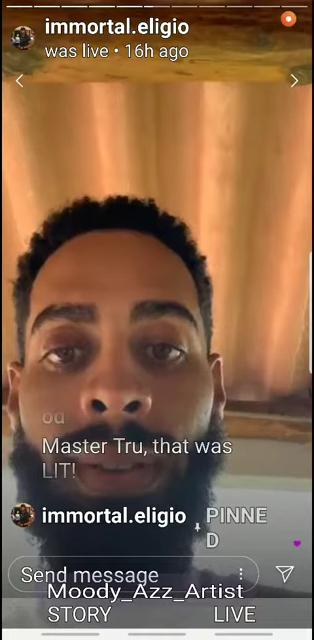 immortal.eligio
was live • 16h ago
od
Master Tru, that was
LIT!
immortal.eligio PINNE
D
Send message
Moody_Azz_Artist
STORY LIVE